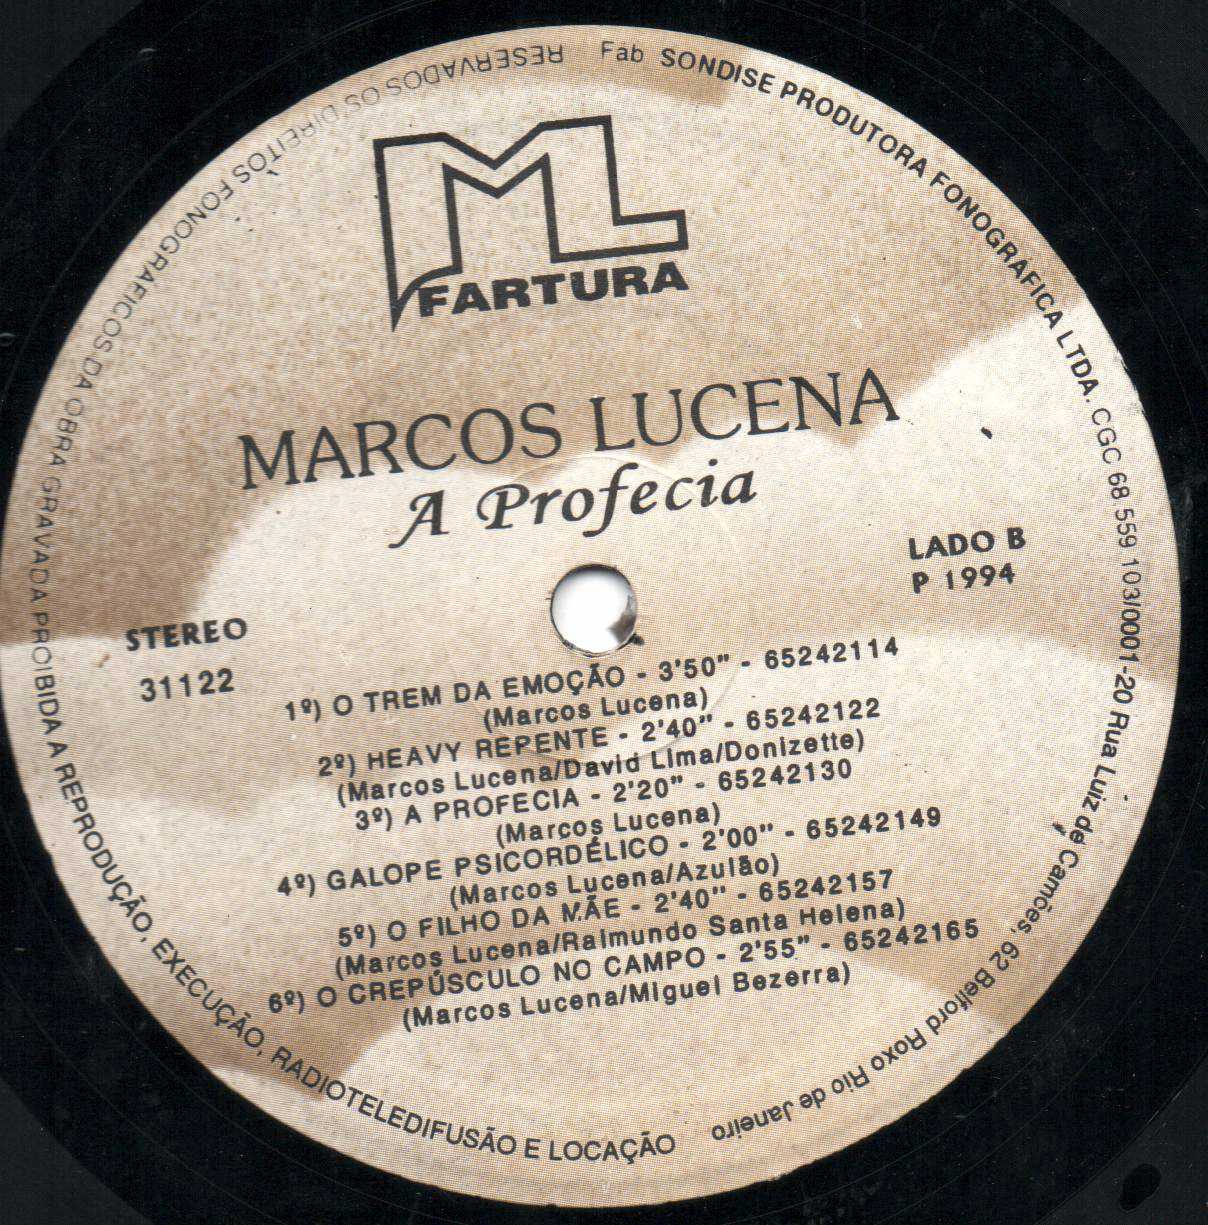 ML
FARTURA
MARCOS LUCENA
A Profecia
LADO B
P 1994
STEREO
31122
1º) O TREM DA EMOÇÃO - 3'50" - 65242114
(Marcos Lucena)
2º) HEAVY REPENTE - 2'40" - 65242122
(Marcos Lucena/David Lima/Donizette)
3º) A PROFECIA - 2'20" - 65242130
(Marcos Lucena)
4º) GALOPE PSICORDÉLICO - 2'00" - 65242149
(Marcos Lucena/Azulão)
5º) O FILHO DA MÃE - 2'40" - 65242157
(Marcos Lucena/Raimundo Santa Helena)
6º) O CREPÚSCULO NO CAMPO - 2'55" - 65242165
(Marcos Lucena/Miguel Bezerra)
Fab SONDISE PRODUTORA FONOGRAFICA LTDA. CGC 68 559 103/0001-20 Rua Luiz de Camões, 62 Belford Roxo Rio de Janeiro
RESERVADOS OS DIREITOS FONOGRAFICOS DA OBRA GRAVADA PROIBIDA A REPRODUÇÃO, EXECUÇÃO, RADIOTELEDIFUSÃO E LOCAÇÃO